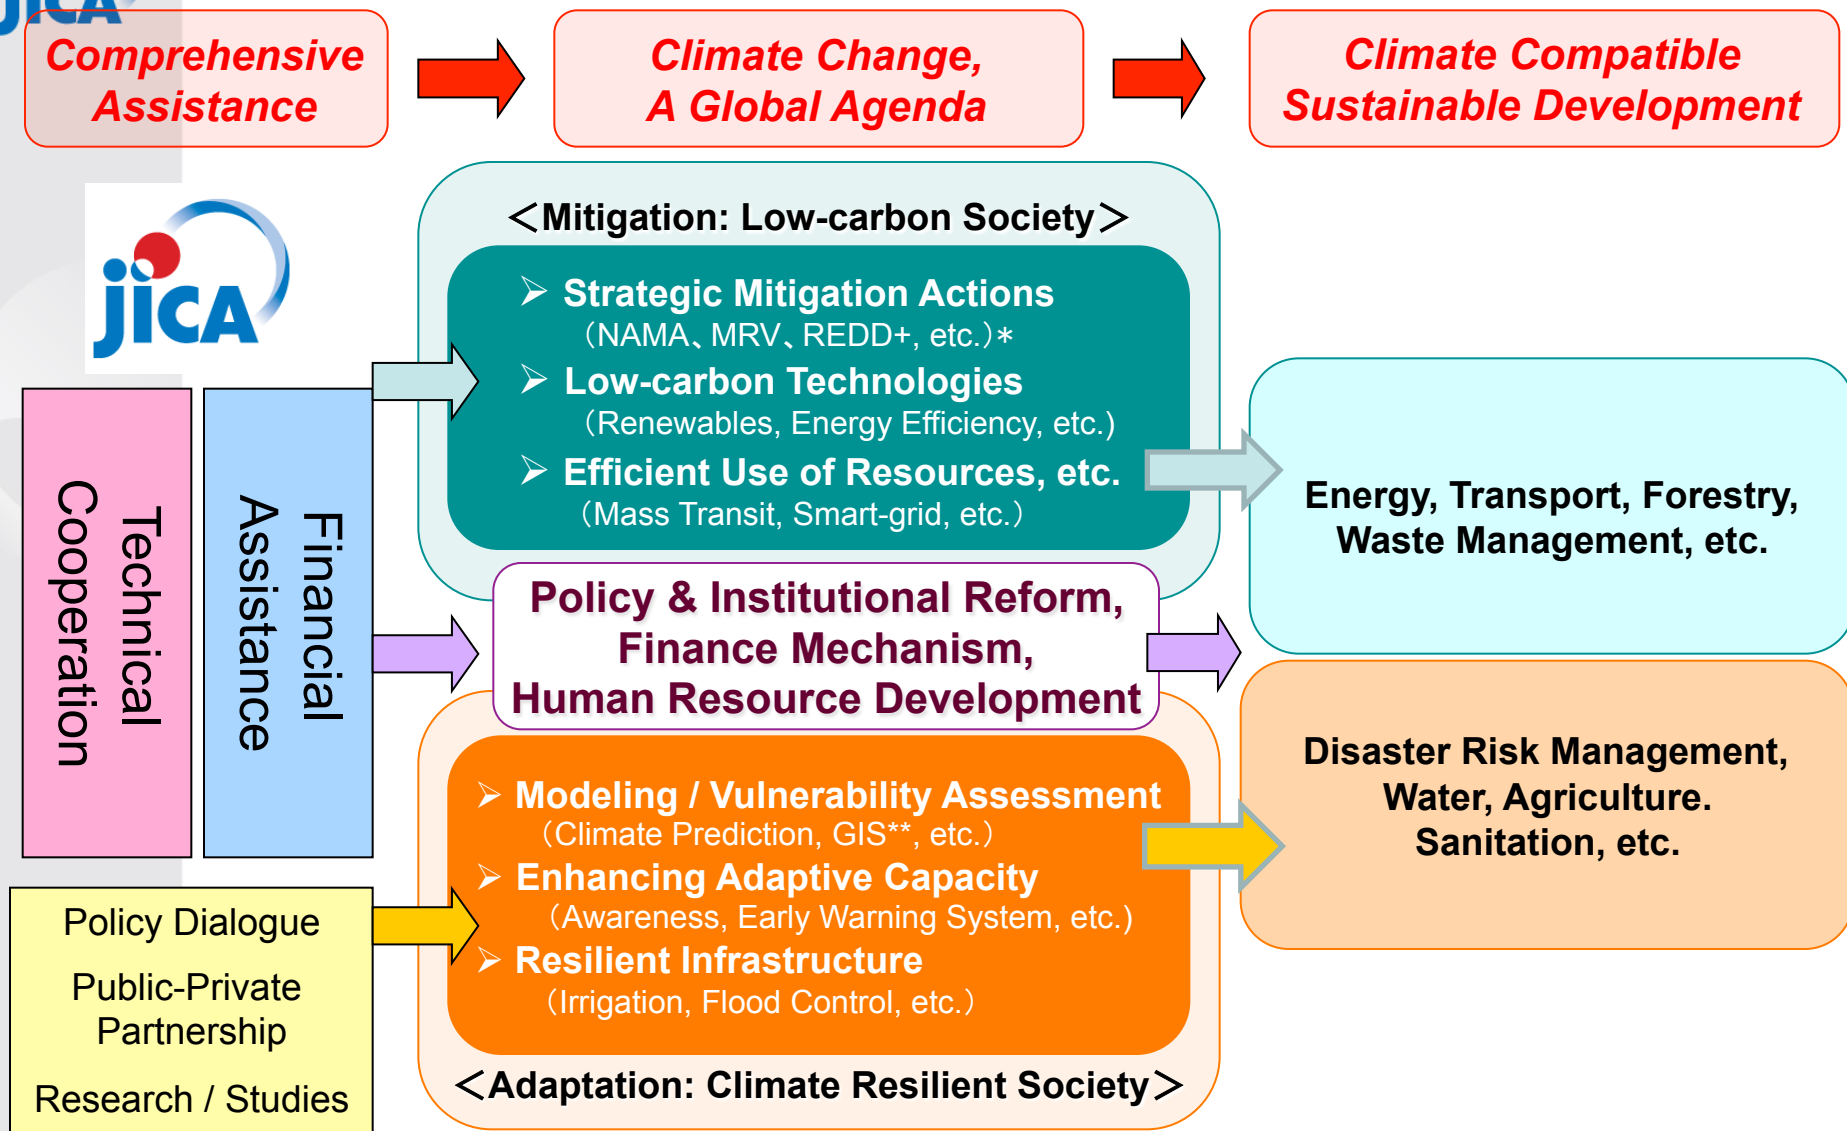 JICA
Comprehensive
Assistance
Climate Change,
A Global Agenda
Climate Compatible
Sustainable Development
jICA
Technical
Cooperation
Financial
Assistance
Policy Dialogue
Public-Private
Partnership
Research / Studies
＜Mitigation: Low-carbon Society＞
➢ Strategic Mitigation Actions
（NAMA、MRV、REDD+, etc.）*
➢ Low-carbon Technologies
（Renewables, Energy Efficiency, etc.)
➢ Efficient Use of Resources, etc.
（Mass Transit, Smart-grid, etc.）
Policy & Institutional Reform,
Finance Mechanism,
Human Resource Development
➢ Modeling / Vulnerability Assessment
（Climate Prediction, GIS**, etc.）
➢ Enhancing Adaptive Capacity
（Awareness, Early Warning System, etc.)
➢ Resilient Infrastructure
（Irrigation, Flood Control, etc.）
＜Adaptation: Climate Resilient Society＞
Energy, Transport, Forestry,
Waste Management, etc.
Disaster Risk Management,
Water, Agriculture.
Sanitation, etc.